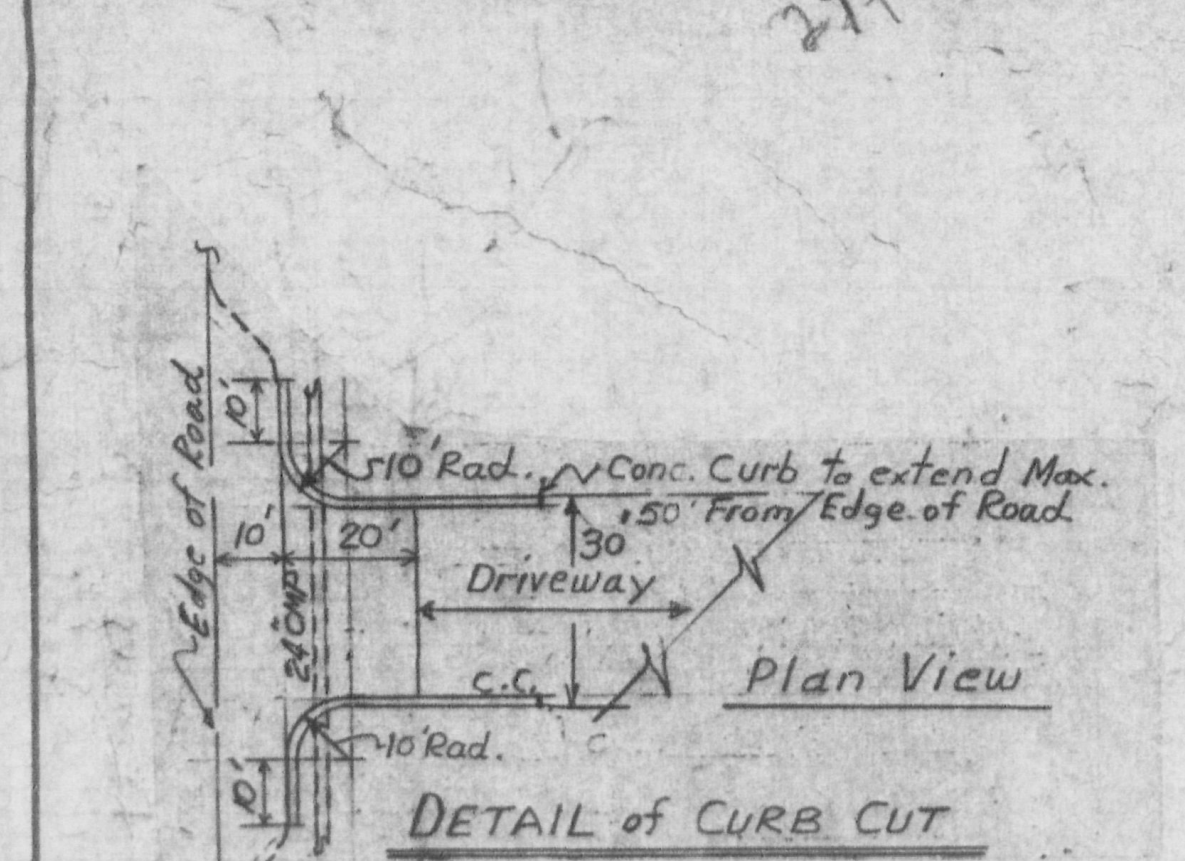 Edge of Road
10'
10' Rad.
Conc. Curb to extend Max.
50' From Edge of Road
10'
20'
30'
Driveway
24" CMP
C.C.
Plan View
10' Rad.
10'
DETAIL of CURB CUT